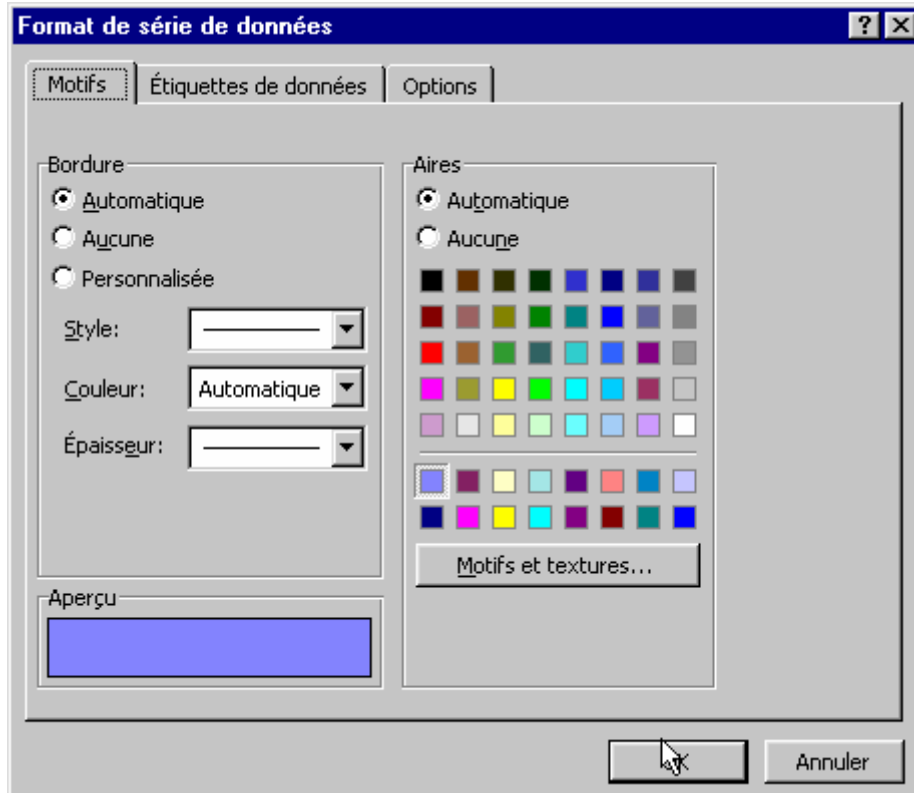 Format de série de données
Motifs Étiquettes de données Options
Bordure
Automatique
Aucune
Personnalisée
Style:
Couleur: Automatique
Épaisseur:
Aperçu
Aires
Automatique
Aucune
Motifs et textures...
Annuler